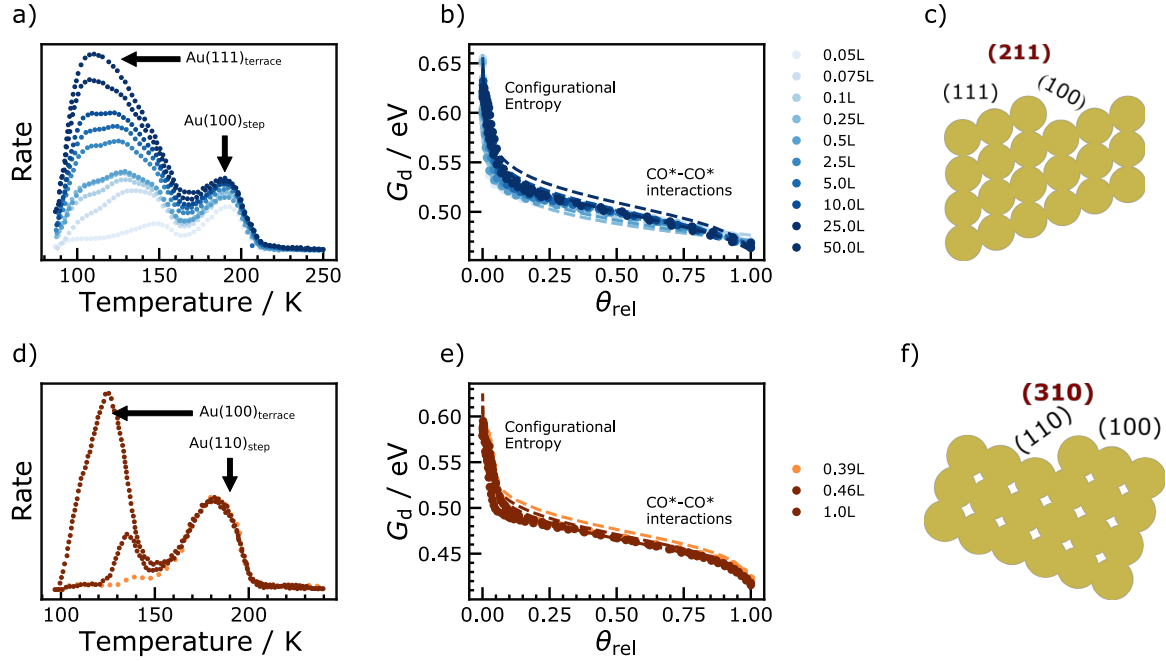 a)
Rate
Au(111)terrace
Au(100)step
100
150
200
250
Temperature / K
b)
G_d / eV
0.65
0.60
0.55
0.50
Configurational
Entropy
CO*-CO*
interactions
0.00
0.25
0.50
0.75
1.00
θrel
0.05L
0.075L
0.1L
0.25L
0.5L
2.5L
5.0L
10.0L
25.0L
50.0L
c)
(211)
(111)
(100)
d)
Rate
Au(100)terrace
Au(110)step
100
150
200
Temperature / K
e)
G_d / eV
0.60
0.55
0.50
0.45
Configurational
Entropy
CO*-CO*
interactions
0.00
0.25
0.50
0.75
1.00
θrel
0.39L
0.46L
1.0L
f)
(310)
(110)
(100)